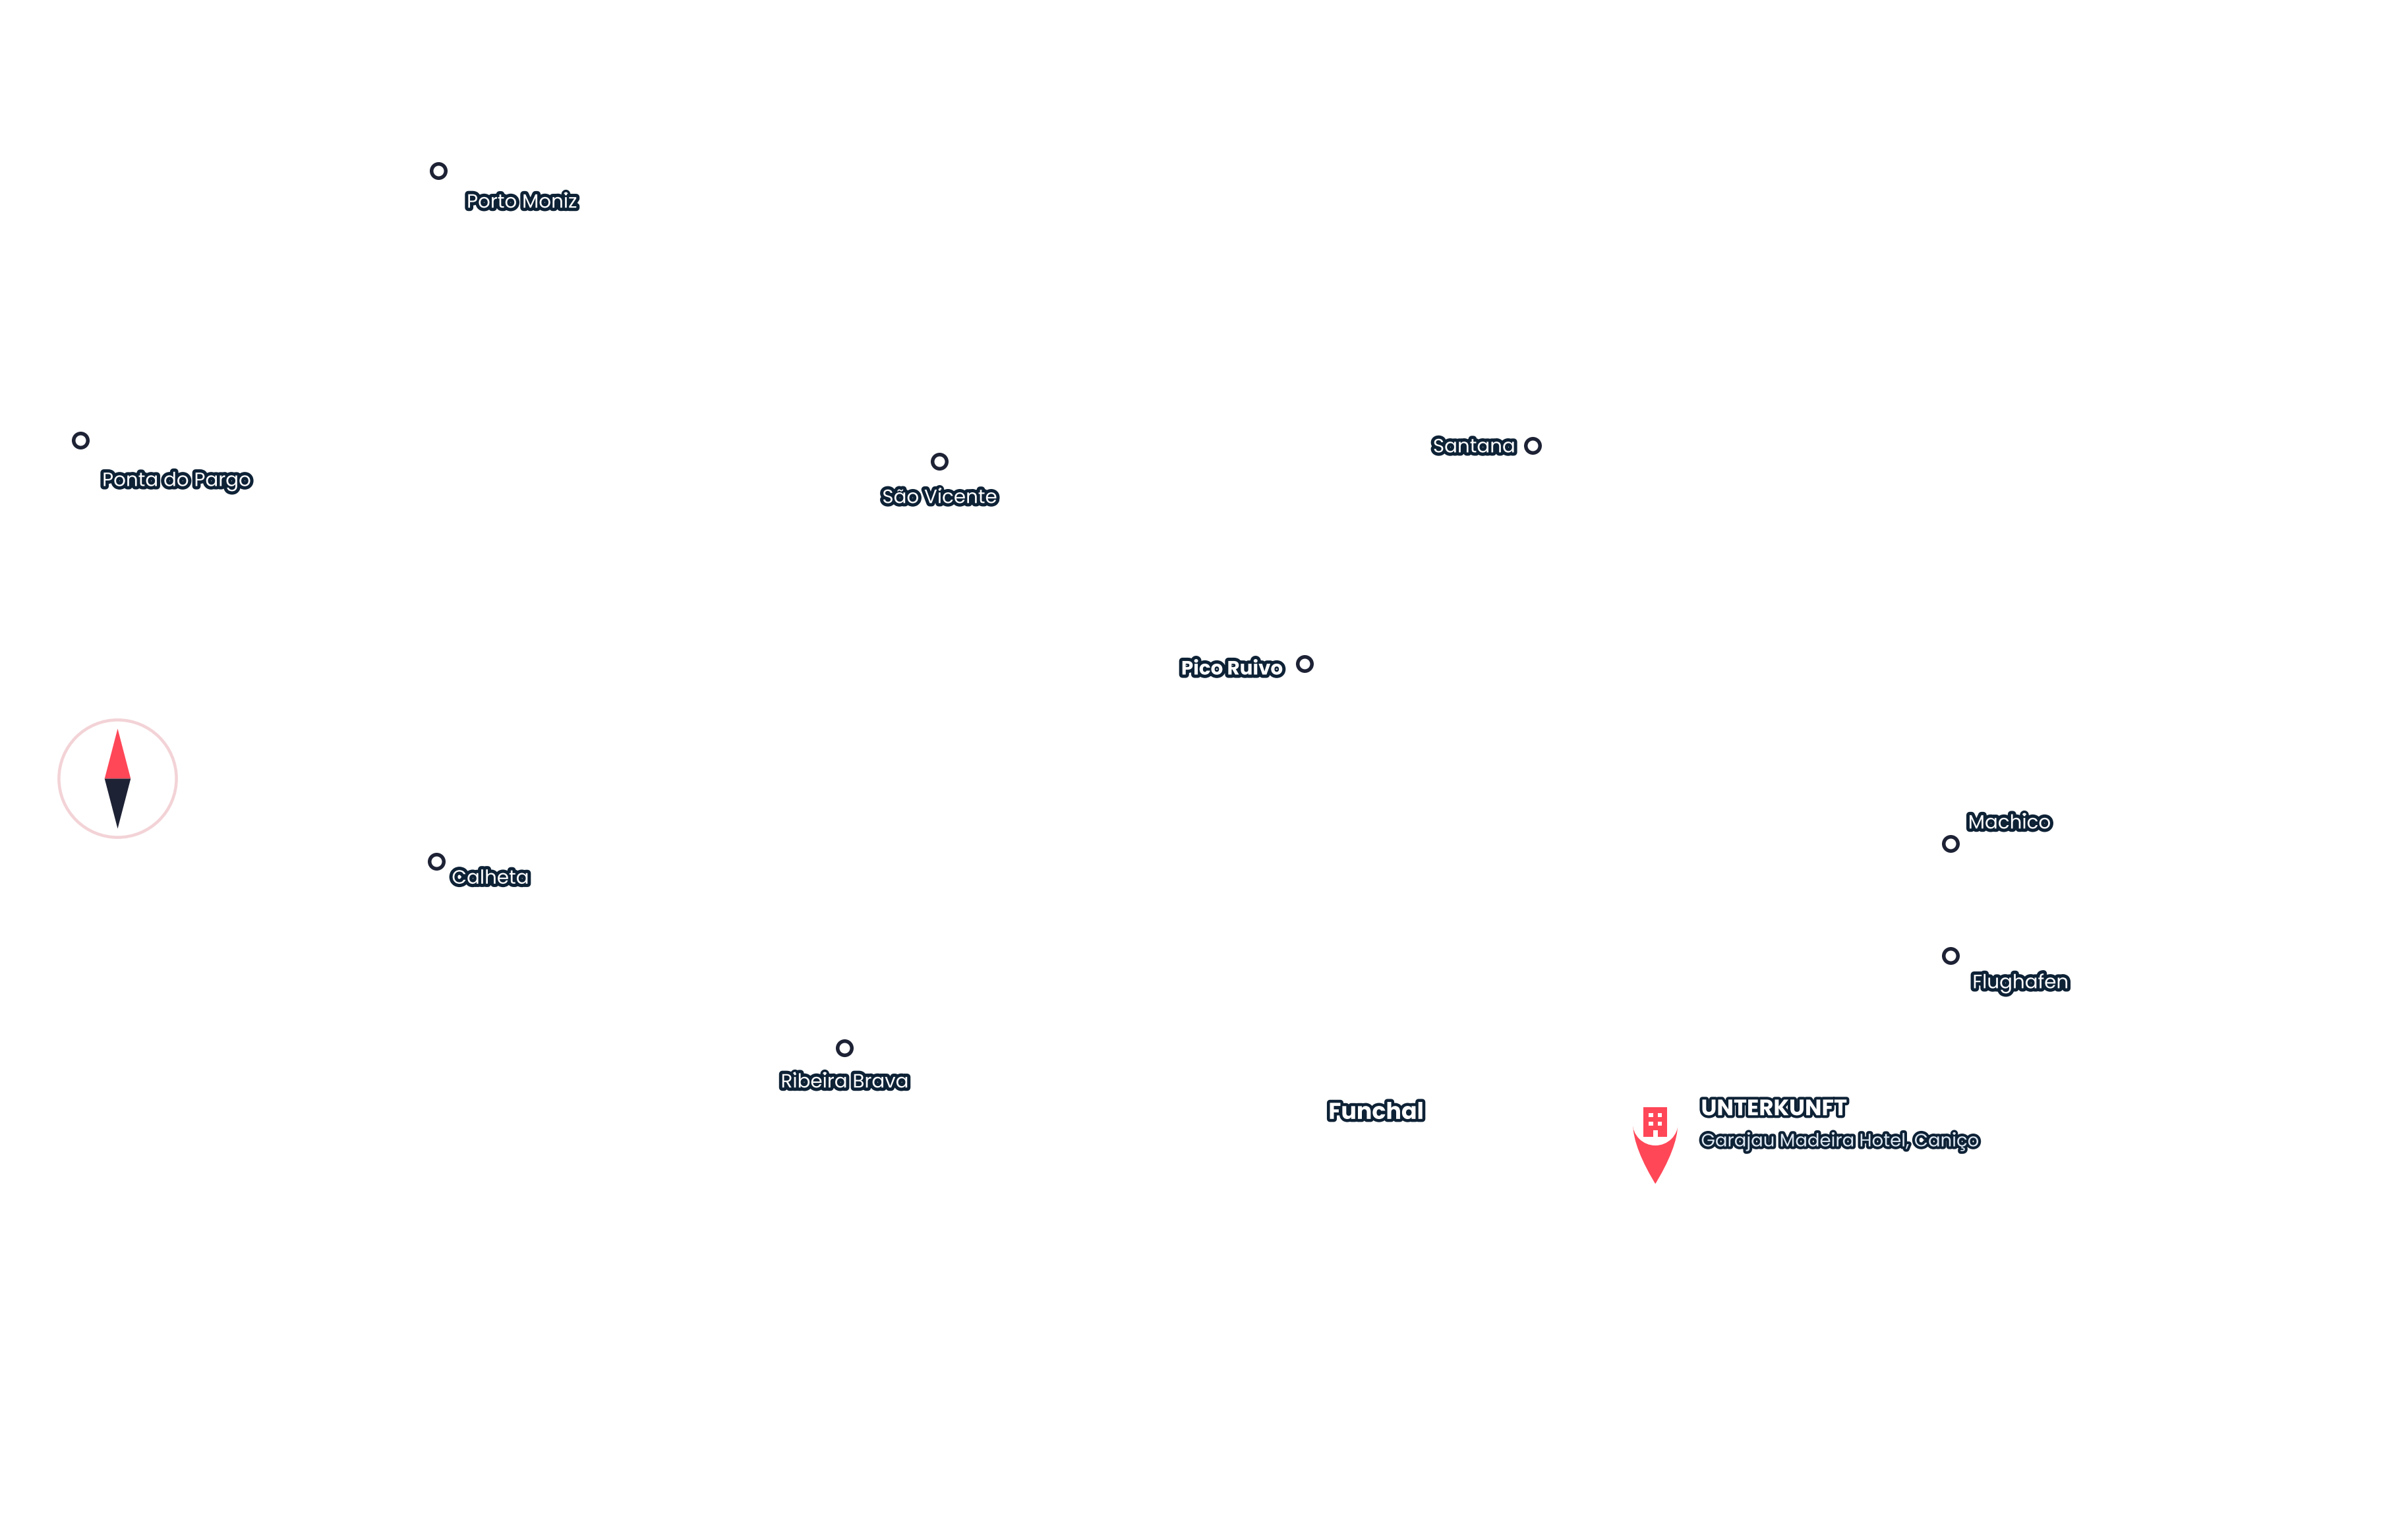 Porto Moniz
Santana
Ponta do Pargo
São Vicente
Pico Ruivo
Machico
Calheta
Flughafen
Ribeira Brava
Funchal
UNTERKUNFT
Garajau Madeira Hotel, Caniço